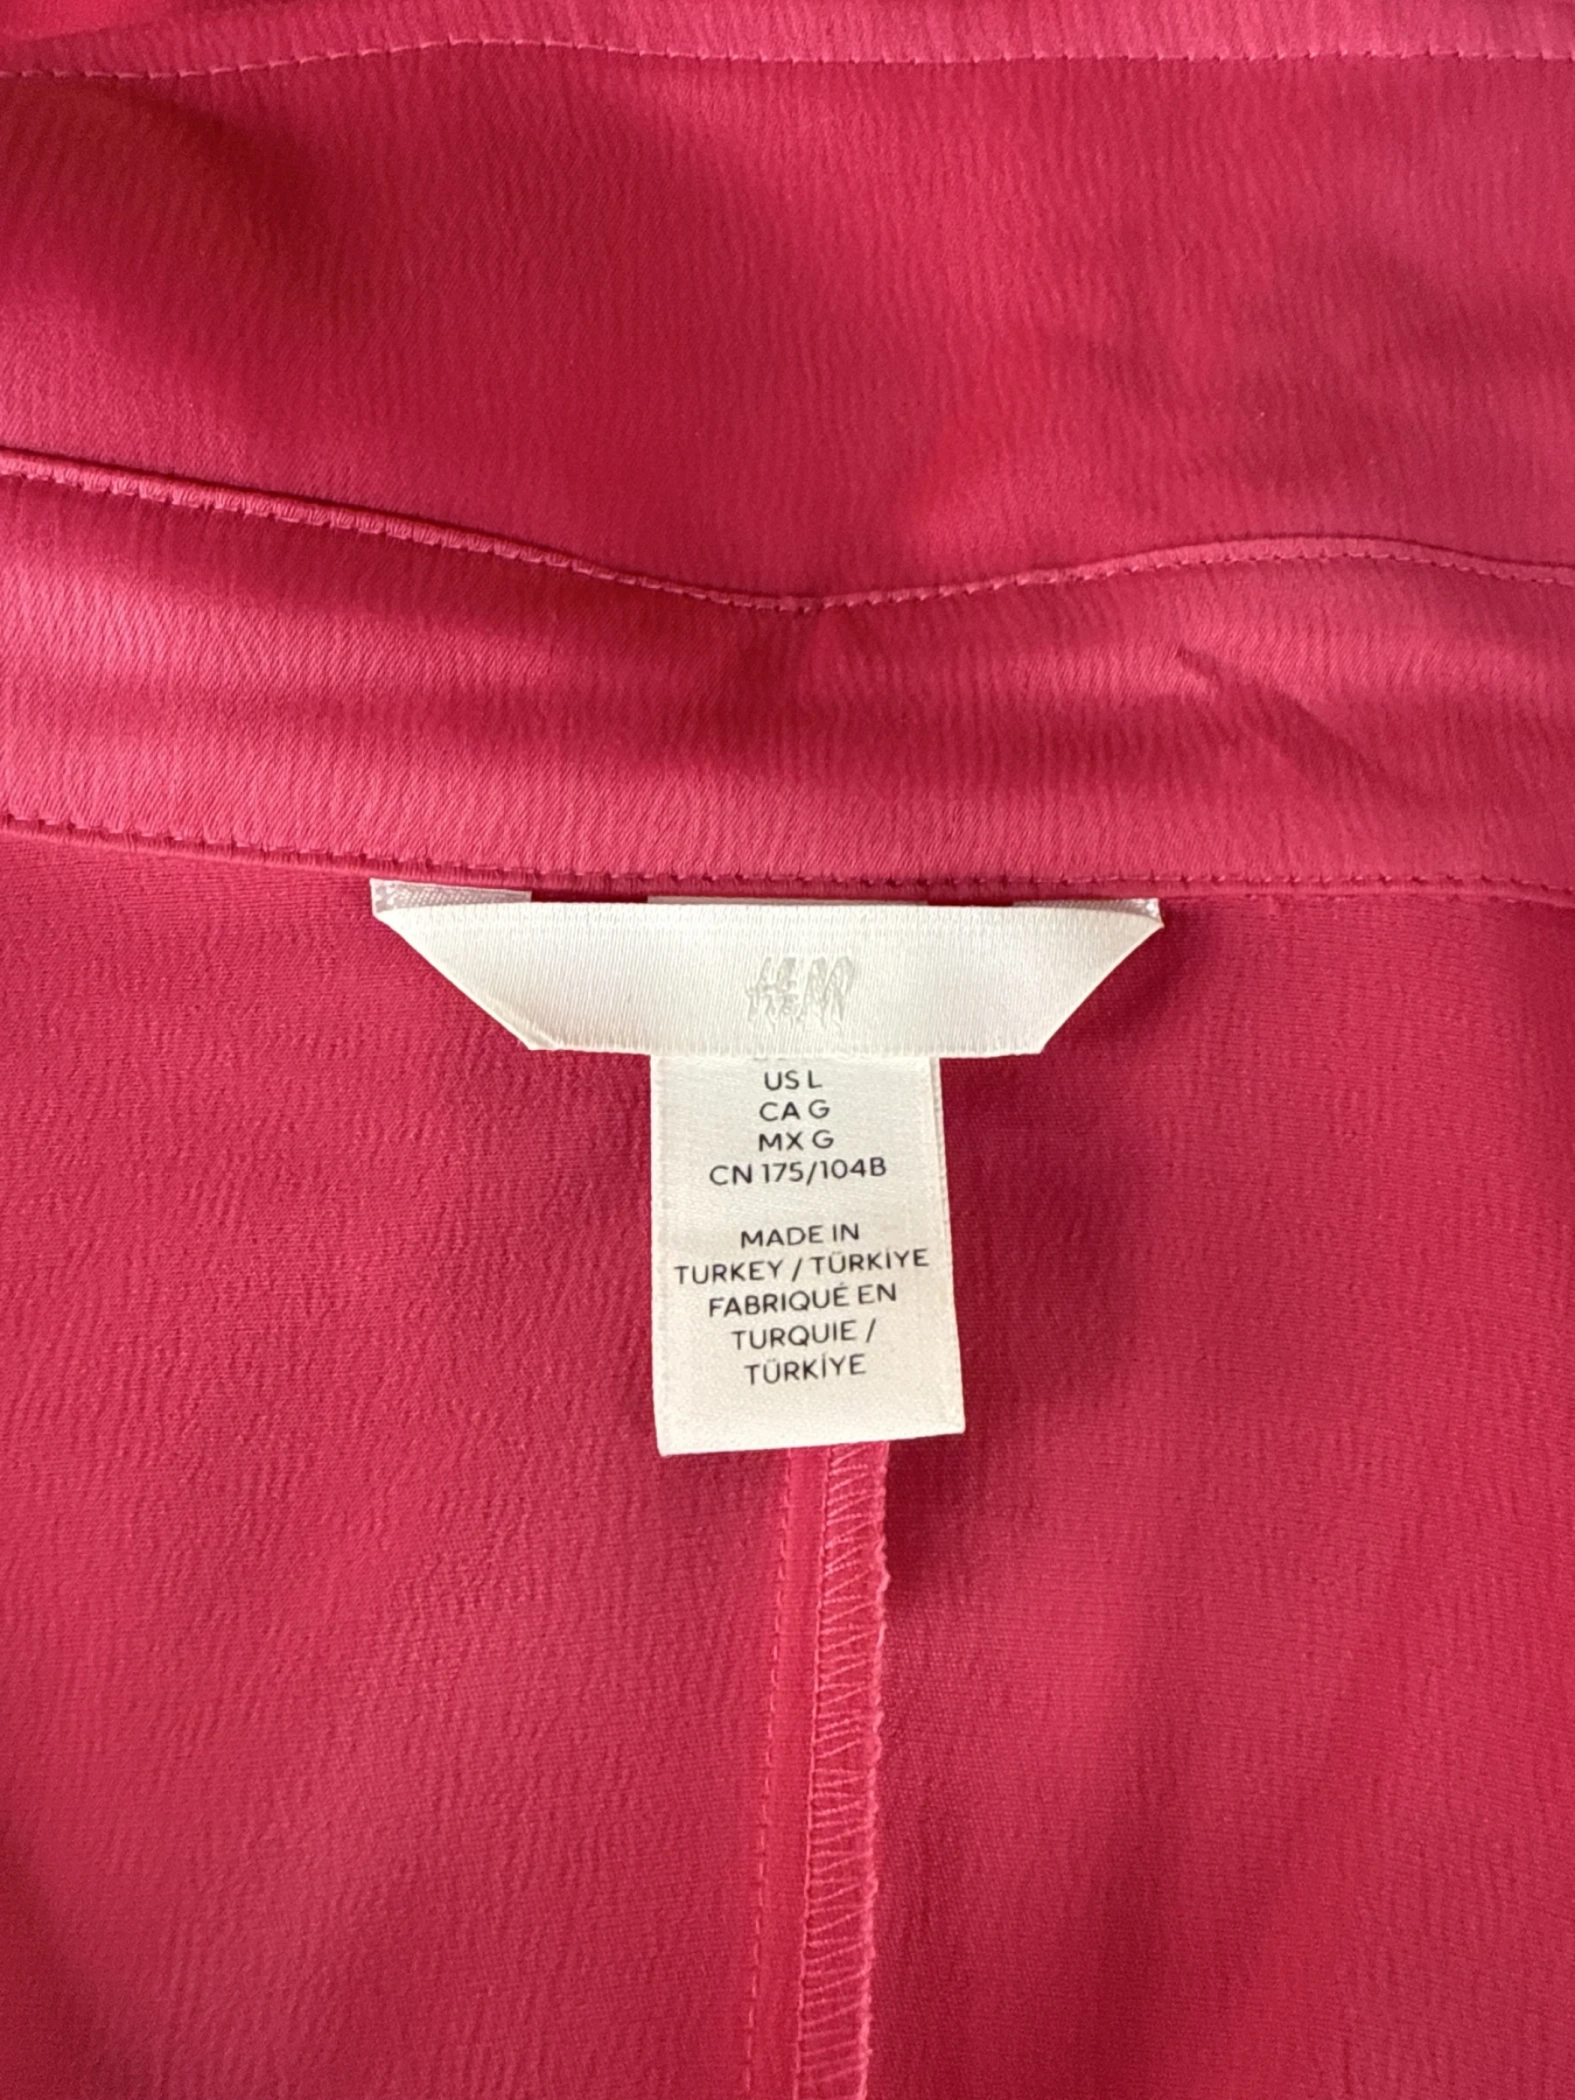 H&M
US L
CA G
MX G
CN 175/104B
MADE IN
TURKEY / TÜRKİYE
FABRIQUÉ EN
TURQUIE /
TÜRKİYE